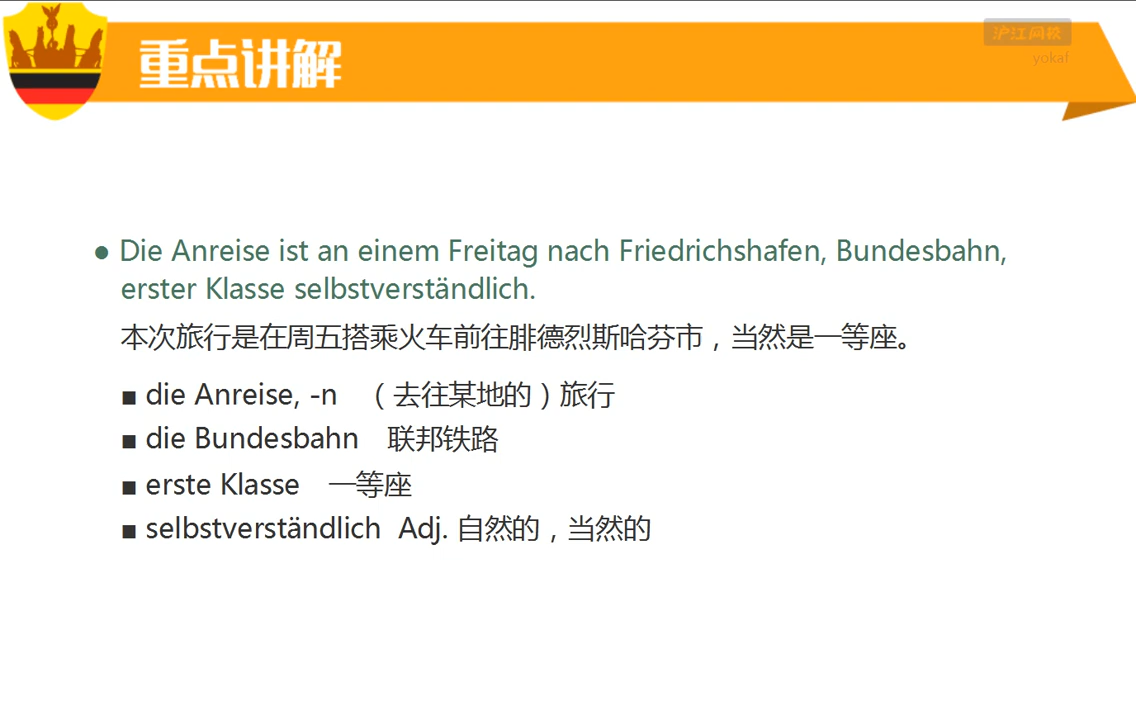 重点讲解
沪江网校
yokaf
● Die Anreise ist an einem Freitag nach Friedrichshafen, Bundesbahn,
erster Klasse selbstverständlich.
本次旅行是在周五搭乘火车前往腓德烈斯哈芬市，当然是一等座。
■ die Anreise, -n （去往某地的）旅行
■ die Bundesbahn 联邦铁路
■ erste Klasse 一等座
■ selbstverständlich Adj. 自然的，当然的